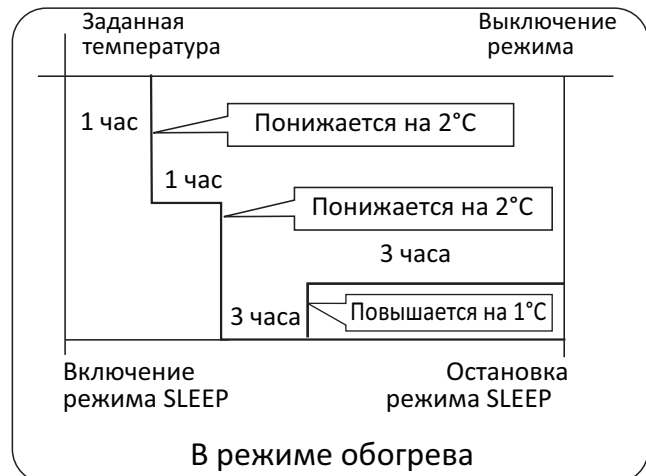 Заданная
температура
Выключение
режима
1 час
Понижается на 2°C
1 час
Понижается на 2°C
3 часа
3 часа
Повышается на 1°C
Включение
режима SLEEP
Остановка
режима SLEEP
В режиме обогрева